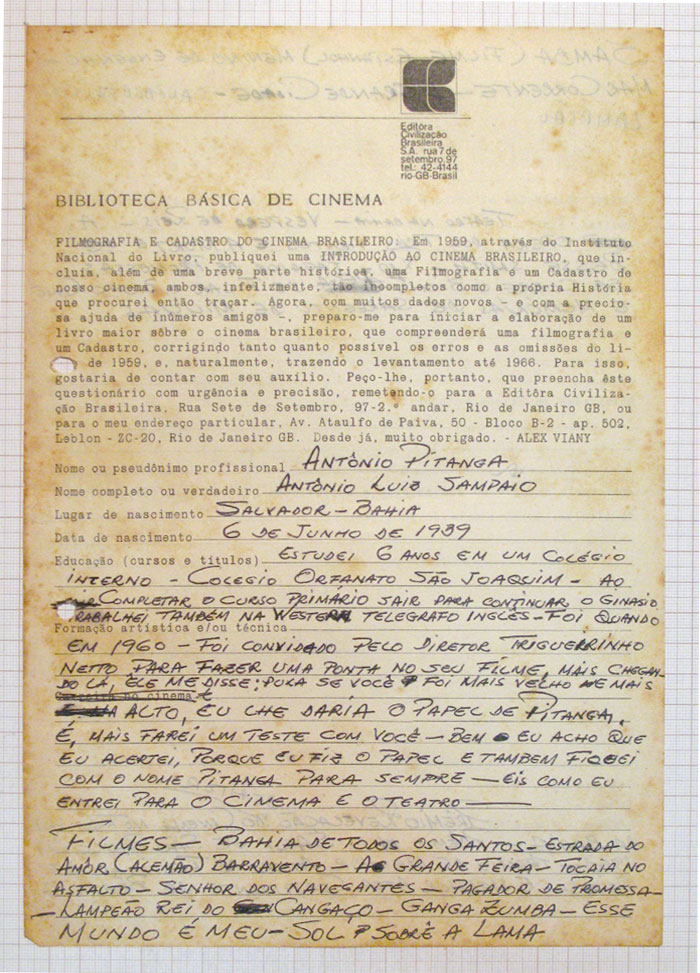 Editôra
Civilização
Brasileira
S.A. rua 7 de
setembro, 97
tel.: 42-4144
rio-GB-Brasil
BIBLIOTECA BÁSICA DE CINEMA
FILMOGRAFIA E CADASTRO DO CINEMA BRASILEIRO: Em 1959, através do Instituto
Nacional do Livro, publiquei uma INTRODUÇÃO AO CINEMA BRASILEIRO, que in-
cluia, além de uma breve parte histórica, uma Filmografia e um Cadastro de
nosso cinema, ambos, infelizmente, tão incompletos como a própria História
que procurei então traçar. Agora, com muitos dados novos - e com a precio-
sa ajuda de inúmeros amigos -, preparo-me para iniciar a elaboração de um
livro maior sôbre o cinema brasileiro, que compreenderá uma filmografia e
um Cadastro, corrigindo tanto quanto possível os erros e as omissões do li-
de 1959, e, naturalmente, trazendo o levantamento até 1966. Para isso,
gostaria de contar com seu auxílio. Peço-lhe, portanto, que preencha êste
questionário com urgência e precisão, remetendo-o para a Editôra Civiliza-
ção Brasileira, Rua Sete de Setembro, 97-2.º andar, Rio de Janeiro GB, ou
para o meu endereço particular, Av. Ataulfo de Paiva, 50 - Bloco B-2 - ap. 502,
Leblon - ZC-20, Rio de Janeiro GB. Desde já, muito obrigado. - ALEX VIANY
Nome ou pseudônimo profissional ANTÔNIO PITANGA
Nome completo ou verdadeiro ANTÔNIO LUIZ SAMPAIO
Lugar de nascimento SALVADOR-BAHIA
Data de nascimento 6 DE JUNHO DE 1939
Educação (cursos e títulos) ESTUDEI 6 ANOS EM UM COLÉGIO
INTERNO - COLEGIO ORFANATO SÃO JOAQUIM - AO
COMPLETAR O CURSO PRIMÁRIO SAIR PARA CONTINUAR O GINASIO
TRABALHEI TAMBÉM NA WESTERN TELEGRAFO INGLÊS - FOI QUANDO
Formação artística e/ou técnica
EM 1960 - FOI CONVIDADO PELO DIRETOR TRIGUERRINHO
NETTO PARA FAZER UMA PONTA NO SEU FILME, MÁIS CHEGAN-
DO LÁ, ELE ME DISSE; PUXA SE VOCÊ FOI MAIS VELHO E MAIS
Carreira no cinema
ALTO, EU LHE DARIA O PAPEL DE PITANGA,
É, MAIS FAREI UM TESTE COM VOCÊ - BEM EU ACHO QUE
EU ACERTEI, PORQUE EU FIZ O PAPEL E TAMBEM FIQUEI
COM O NOME PITANGA PARA SEMPRE - EIS COMO EU
ENTREI PARA O CINEMA E O TEATRO -
FILMES - BAHIA DE TODOS OS SANTOS - ESTRADA DO
AMÔR (ALEMÃO) BARRAVENTO - A GRANDE FEIRA - TOCAIA NO
ASFALTO - SENHOR DOS NAVEGANTES - PAGADOR DE PROMESSA -
- LAMPEÃO REI DO CANGAÇO - GANGA ZUMBA - ESSE
MUNDO É MEU - SOL SOBRE A LAMA